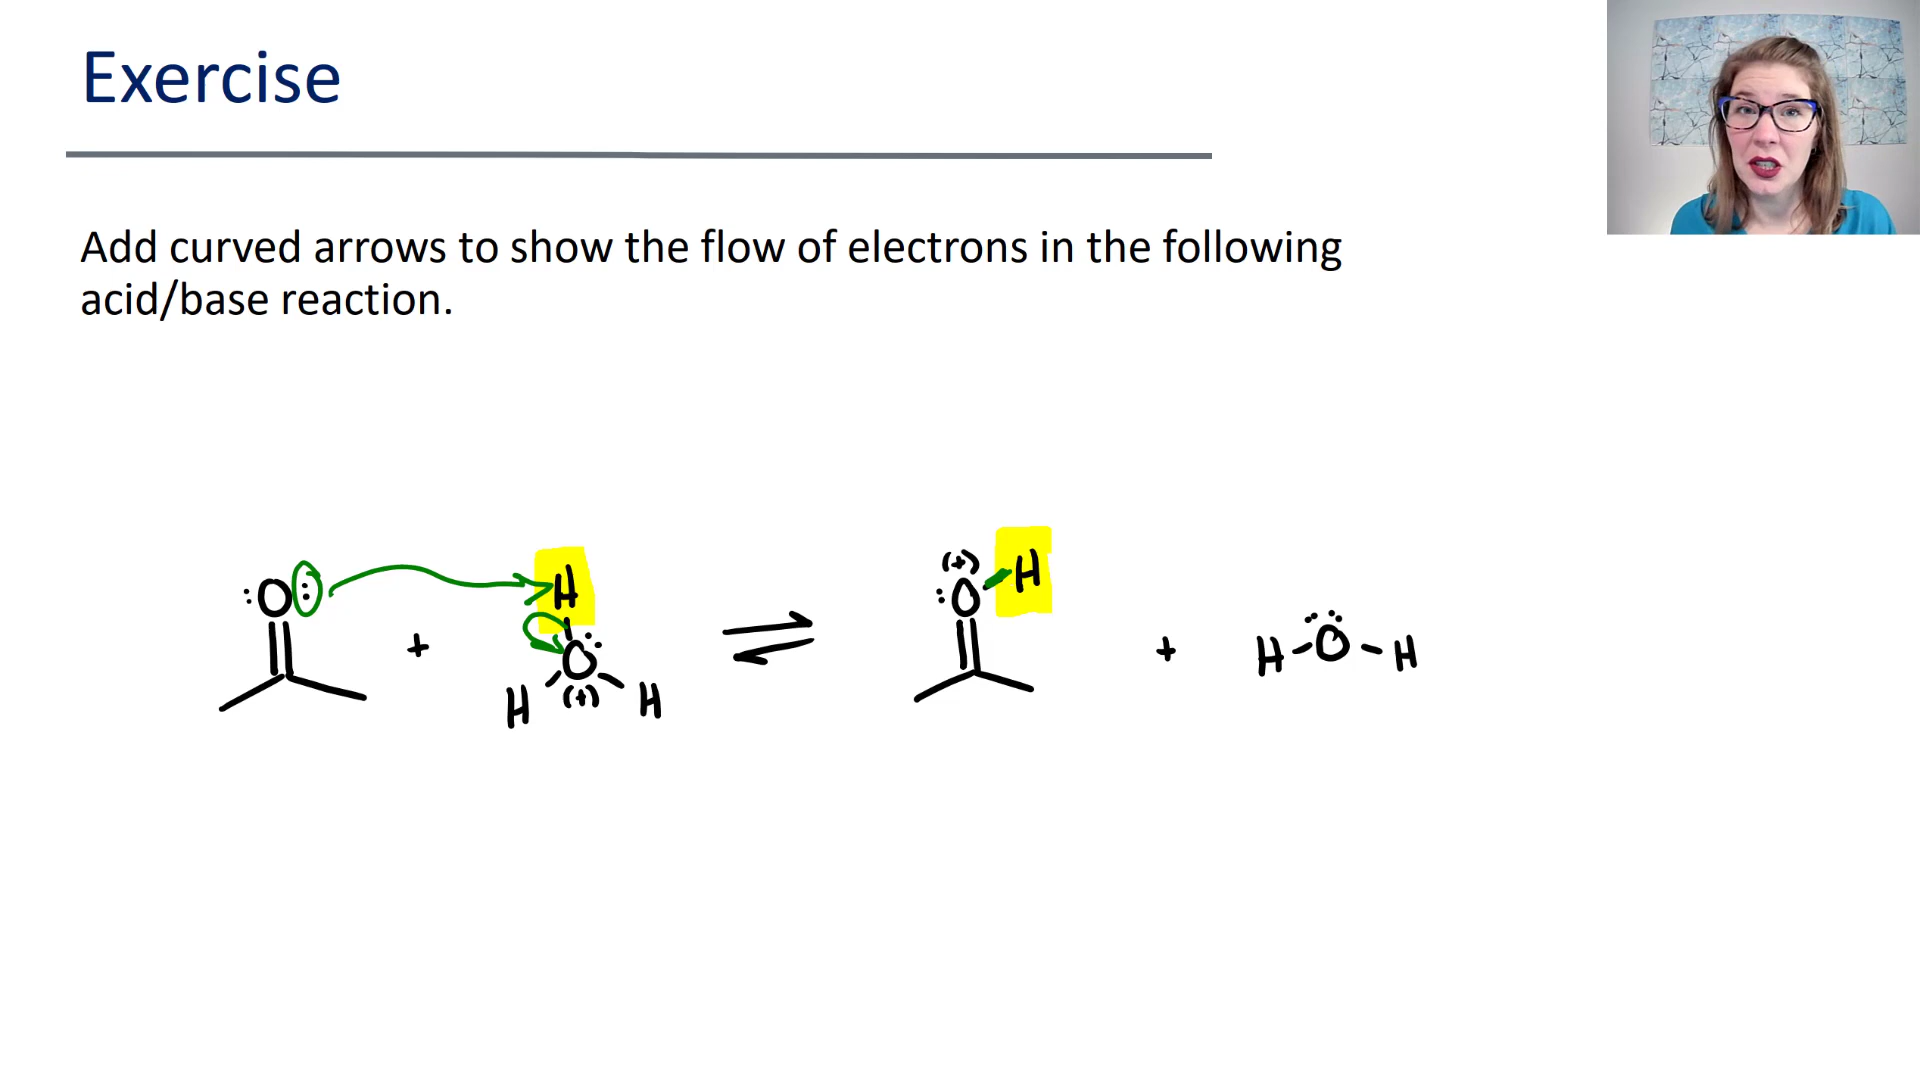 Exercise
Add curved arrows to show the flow of electrons in the following
acid/base reaction.
:O: + H O: H (+) H ⇌ (+) :O-H + H-O-H